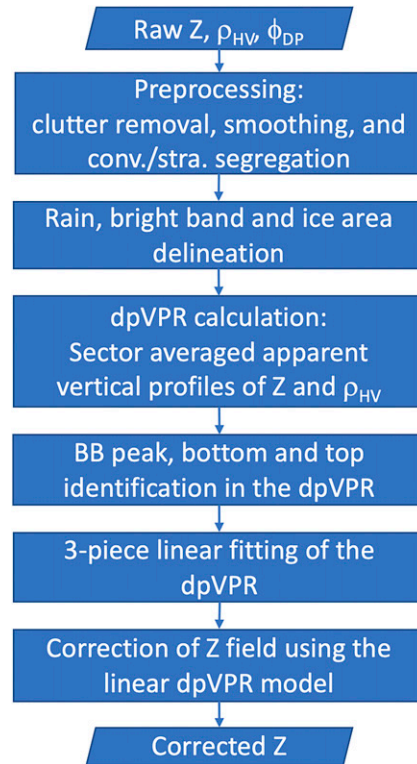 Raw Z, ρHV, ϕDP
Preprocessing:
clutter removal, smoothing, and
conv./stra. segregation
Rain, bright band and ice area
delineation
dpVPR calculation:
Sector averaged apparent
vertical profiles of Z and ρHV
BB peak, bottom and top
identification in the dpVPR
3-piece linear fitting of the
dpVPR
Correction of Z field using the
linear dpVPR model
Corrected Z